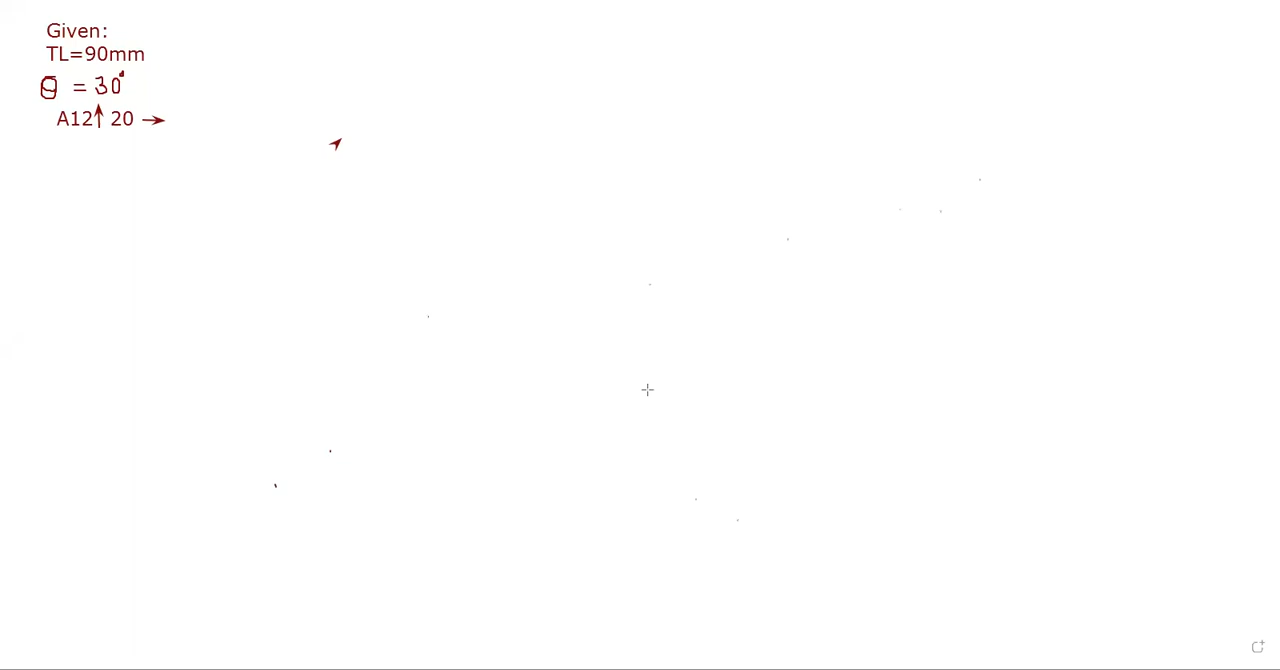 Given:
TL=90mm
θ = 30°
A12↑ 20 →